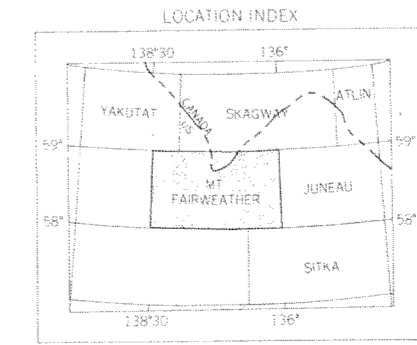 LOCATION INDEX
138°30' 136°
YAKUTAT CANADA US SKAGWAY ATLIN
59° 59°
MT FAIRWEATHER JUNEAU
58° 58°
SITKA
138°30' 136°